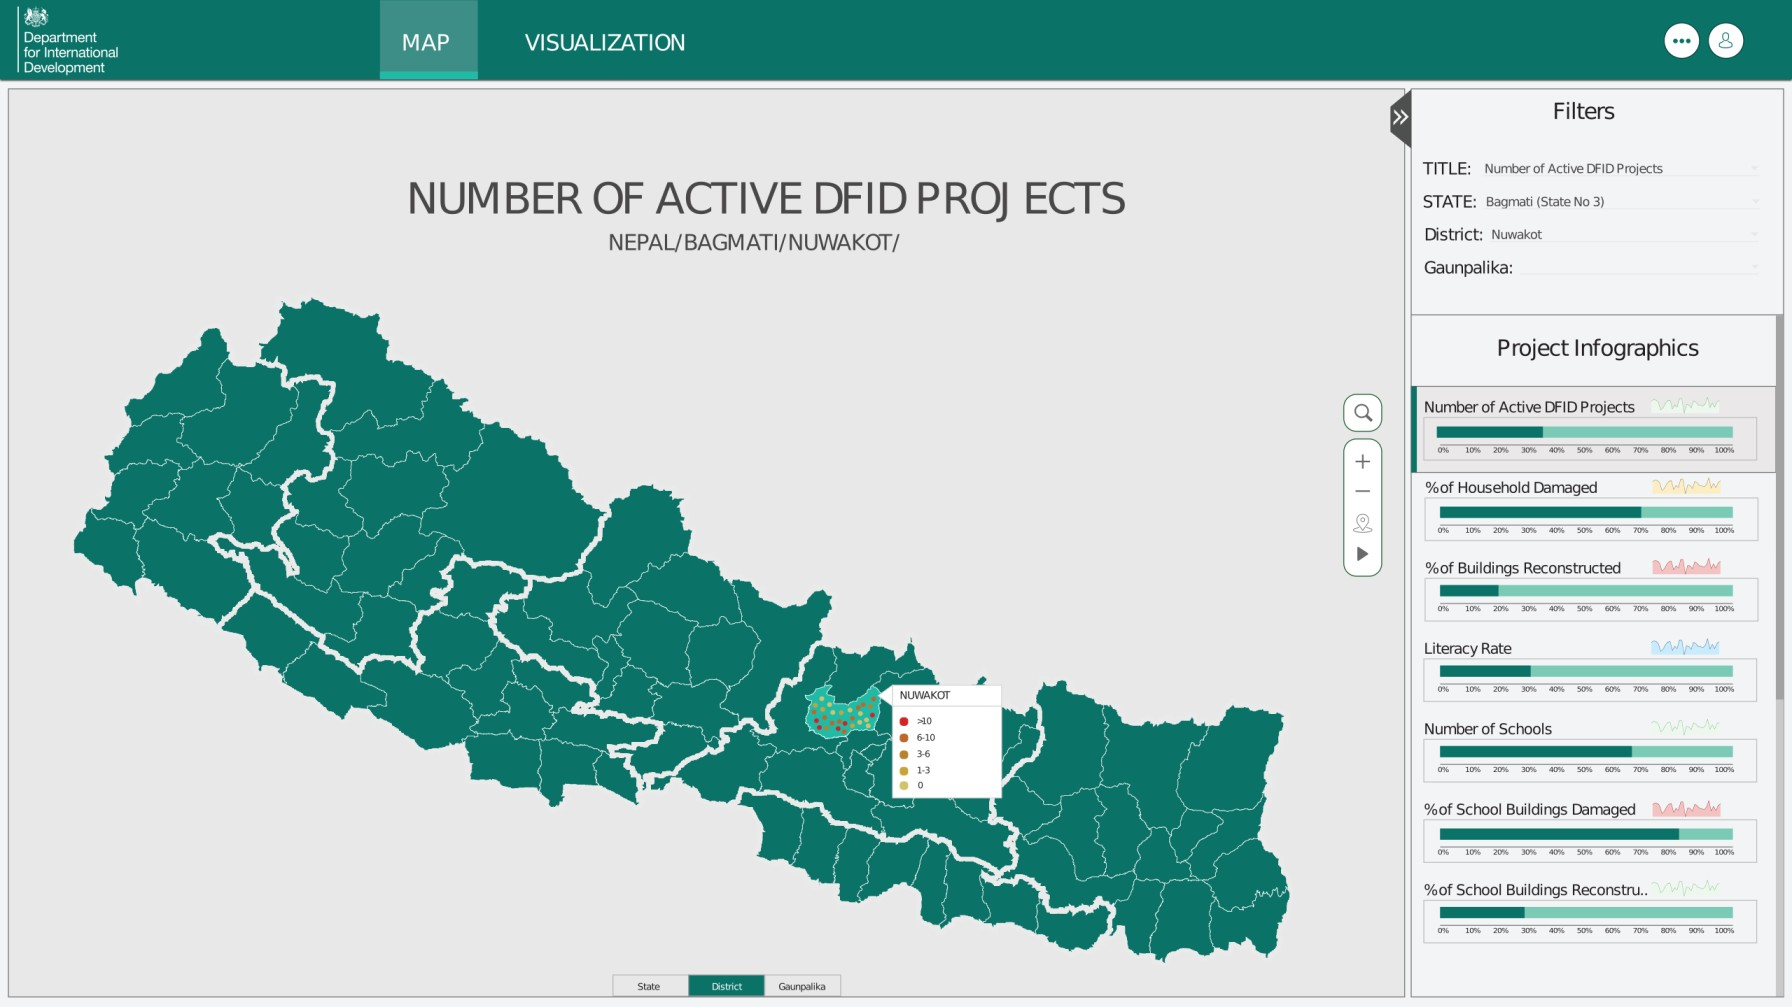 Department
for International
Development
MAP
VISUALIZATION
NUMBER OF ACTIVE DFID PROJECTS
NEPAL/BAGMATI/NUWAKOT/
NUWAKOT
>10
6-10
3-6
1-3
0
State
District
Gaunpalika
Filters
TITLE: Number of Active DFID Projects
STATE: Bagmati (State No 3)
District: Nuwakot
Gaunpalika:
Project Infographics
Number of Active DFID Projects
0% 10% 20% 30% 40% 50% 60% 70% 80% 90% 100%
% of Household Damaged
0% 10% 20% 30% 40% 50% 60% 70% 80% 90% 100%
% of Buildings Reconstructed
0% 10% 20% 30% 40% 50% 60% 70% 80% 90% 100%
Literacy Rate
0% 10% 20% 30% 40% 50% 60% 70% 80% 90% 100%
Number of Schools
0% 10% 20% 30% 40% 50% 60% 70% 80% 90% 100%
% of School Buildings Damaged
0% 10% 20% 30% 40% 50% 60% 70% 80% 90% 100%
% of School Buildings Reconstru..
0% 10% 20% 30% 40% 50% 60% 70% 80% 90% 100%